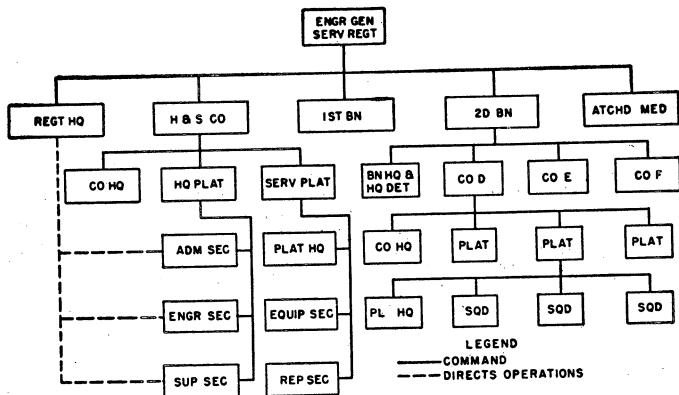 ENGR GEN
SERV REGT
REGT HQ
H & S CO
1ST BN
2D BN
ATCHD MED
CO HQ
HQ PLAT
SERV PLAT
BN HQ &
HQ DET
CO D
CO E
CO F
ADM SEC
PLAT HQ
CO HQ
PLAT
PLAT
PLAT
ENGR SEC
EQUIP SEC
PL HQ
SQD
SQD
SQD
SUP SEC
REP SEC
LEGEND
COMMAND
DIRECTS OPERATIONS